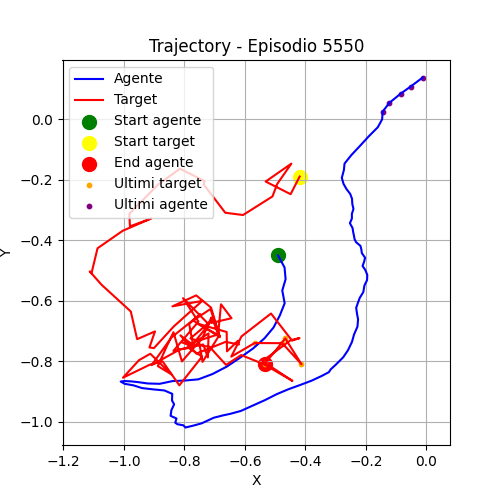 Trajectory - Episodio 5550
Agente
Target
Start agente
Start target
End agente
Ultimi target
Ultimi agente
Y
0.0
−0.2
−0.4
−0.6
−0.8
−1.0
−1.2
−1.0
−0.8
−0.6
−0.4
−0.2
0.0
X